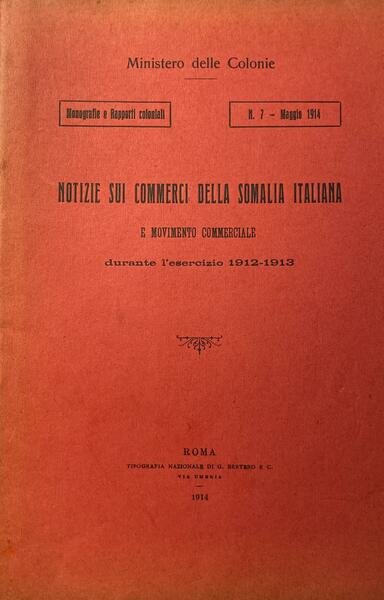 Ministero delle Colonie
Monografie e Rapporti coloniali
N. 7 – Maggio 1914
NOTIZIE SUI COMMERCI DELLA SOMALIA ITALIANA
E MOVIMENTO COMMERCIALE
durante l'esercizio 1912-1913
ROMA
TIPOGRAFIA NAZIONALE DI G. BERTERO E C.
VIA UMBRIA
1914